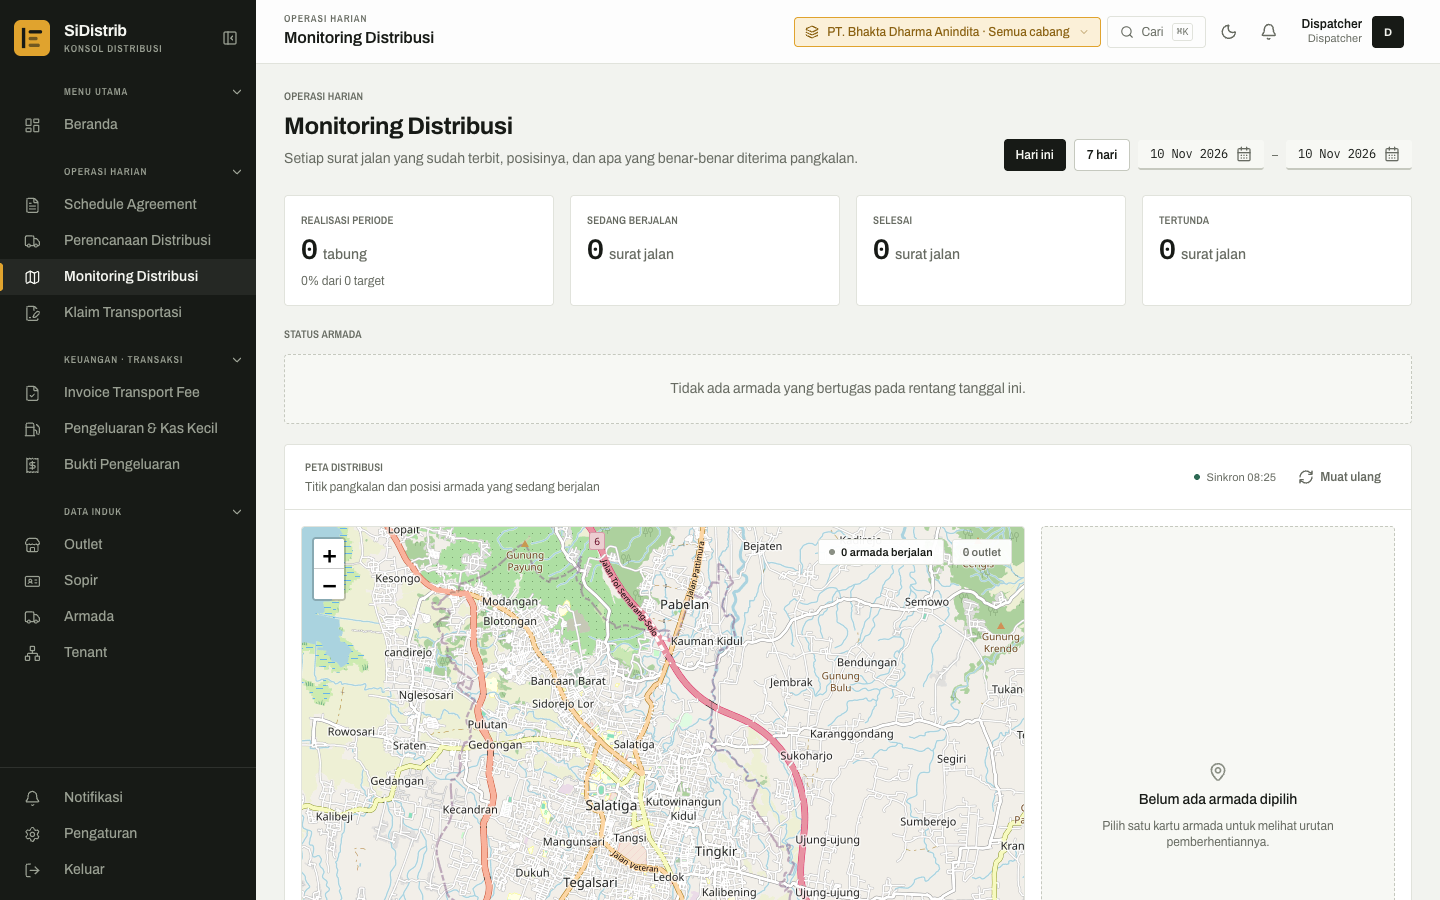 SiDistrib
KONSOL DISTRIBUSI
MENU UTAMA
Beranda
OPERASI HARIAN
Schedule Agreement
Perencanaan Distribusi
Monitoring Distribusi
Klaim Transportasi
KEUANGAN · TRANSAKSI
Invoice Transport Fee
Pengeluaran & Kas Kecil
Bukti Pengeluaran
DATA INDUK
Outlet
Sopir
Armada
Tenant
Notifikasi
Pengaturan
Keluar
OPERASI HARIAN
Monitoring Distribusi
PT. Bhakta Dharma Anindita · Semua cabang
Cari ⌘K
Dispatcher
Dispatcher
D
OPERASI HARIAN
Monitoring Distribusi
Setiap surat jalan yang sudah terbit, posisinya, dan apa yang benar-benar diterima pangkalan.
Hari ini
7 hari
10 Nov 2026 – 10 Nov 2026
REALISASI PERIODE
0 tabung
0% dari 0 target
SEDANG BERJALAN
0 surat jalan
SELESAI
0 surat jalan
TERTUNDA
0 surat jalan
STATUS ARMADA
Tidak ada armada yang bertugas pada rentang tanggal ini.
PETA DISTRIBUSI
Titik pangkalan dan posisi armada yang sedang berjalan
Sinkron 08:25
Muat ulang
+
−
0 armada berjalan
0 outlet
Lopait
6
Bejaten
Gunung
Payung
Kesongo
Jalan Tol Semarang-Solo
Jalan Pattimura
Modangan
Blotongan
Pabelan
Semowo
Kauman Kidul
Gunung
Krendo
candirejo
Bendungan
Bancaan Barat
Jembrak
Gunung
Bulu
Tukan
Nglesosari
Sidorejo Lor
Pulutan
Rowosari
Sraten
Gedongan
Salatiga
Karanggondang
Sukoharjo
Segiri
Gedangan
Kecandran
Salatiga
Kutowinangun
Kidul
Kalibeji
Sumberejo
Mangunsari
Tangsi
Tingkir
Ujung-ujung
Kran
Jalan Veteran
Dukuh
Ledok
Tegalsari
Kalibening
Ujung-ujung
Belum ada armada dipilih
Pilih satu kartu armada untuk melihat urutan
pemberhentiannya.